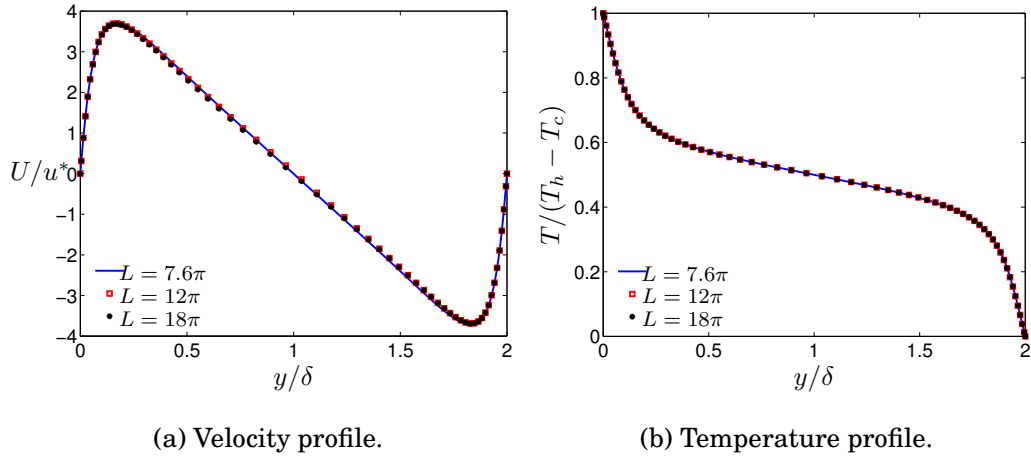 4
3
2
1
U/u*
0
−1
−2
−3
−4
L = 7.6π
L = 12π
L = 18π
0
0.5
1
1.5
2
y/δ
(a) Velocity profile.
1
0.8
0.6
0.4
0.2
0
T/(T_h − T_c)
L = 7.6π
L = 12π
L = 18π
0
0.5
1
1.5
2
y/δ
(b) Temperature profile.